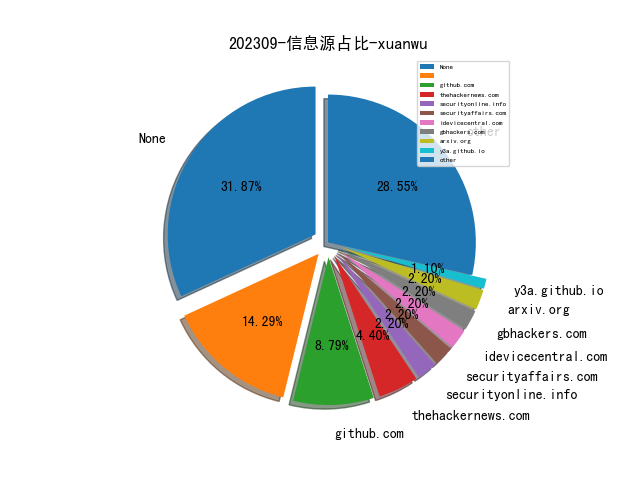 202309-信息源占比-xuanwu
None
github.com
thehackernews.com
securityonline.info
securityaffairs.com
idevicecentral.com
gbhackers.com
arxiv.org
y3a.github.io
other
other
None
31.87%
28.55%
14.29%
8.79%
4.40%
2.20%
2.20%
2.20%
2.20%
2.20%
1.10%
y3a.github.io
arxiv.org
gbhackers.com
idevicecentral.com
securityaffairs.com
securityonline.info
thehackernews.com
github.com